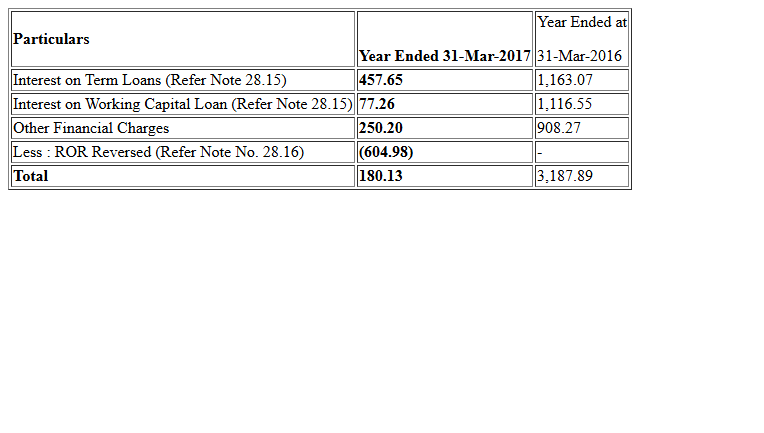 Particulars Year Ended 31-Mar-2017 Year Ended at
31-Mar-2016
Interest on Term Loans (Refer Note 28.15) 457.65 1,163.07
Interest on Working Capital Loan (Refer Note 28.15) 77.26 1,116.55
Other Financial Charges 250.20 908.27
Less : ROR Reversed (Refer Note No. 28.16) (604.98) -
Total 180.13 3,187.89